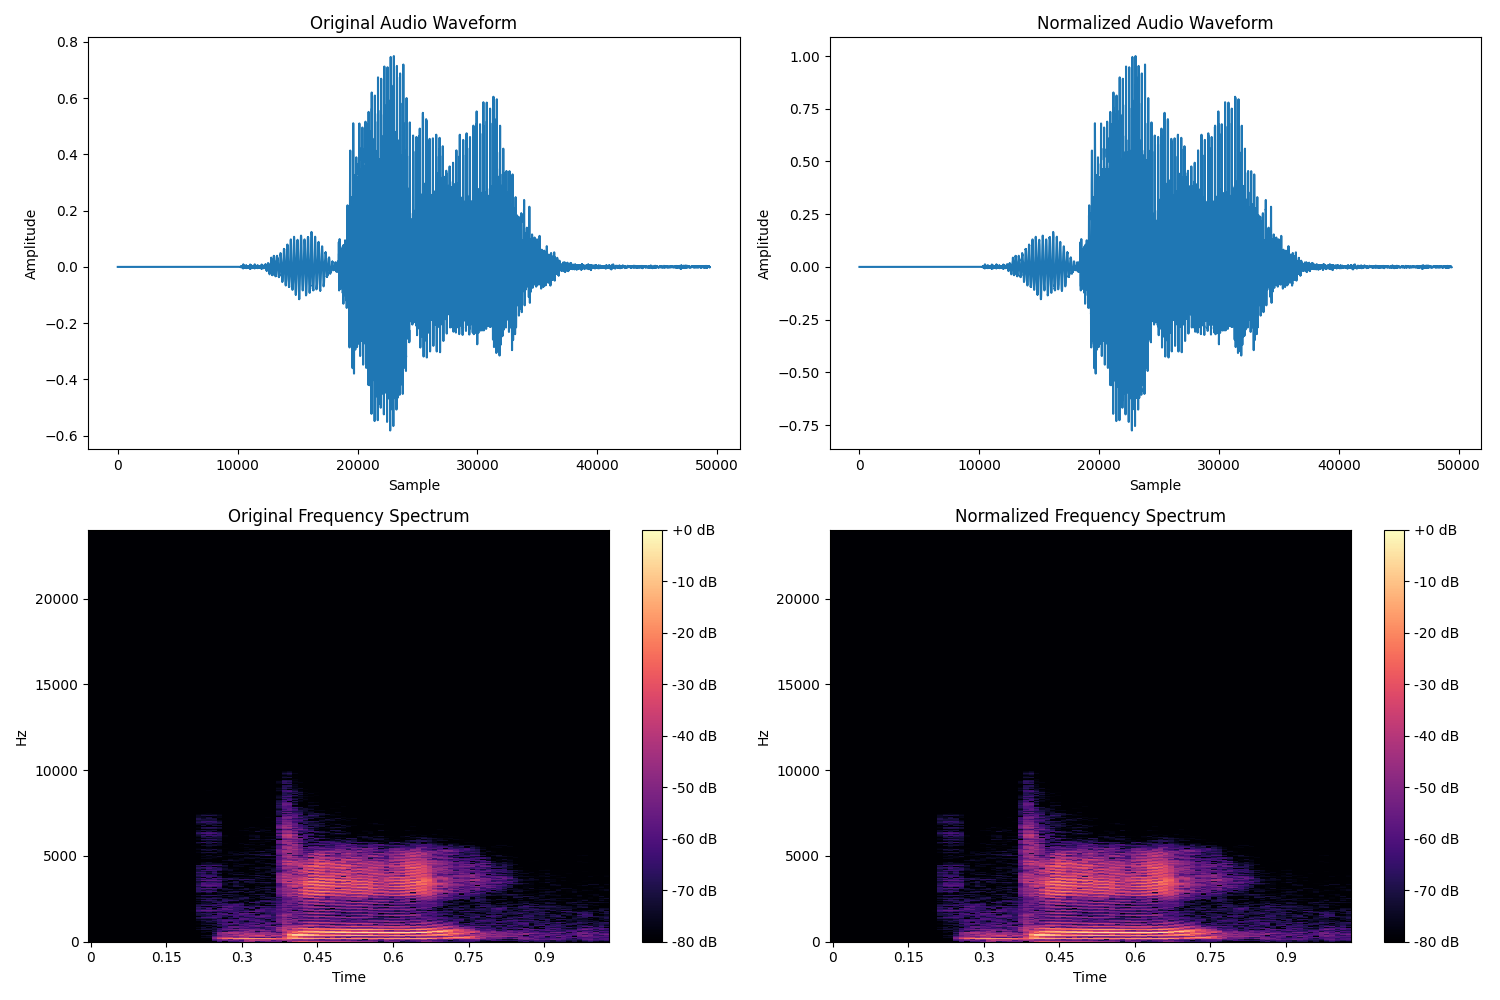 Original Audio Waveform
0.8
0.6
0.4
0.2
0.0
−0.2
−0.4
−0.6
Amplitude
0 10000 20000 30000 40000 50000
Sample
Normalized Audio Waveform
1.00
0.75
0.50
0.25
0.00
−0.25
−0.50
−0.75
Amplitude
0 10000 20000 30000 40000 50000
Sample
Original Frequency Spectrum
20000
15000
10000
5000
0
Hz
0 0.15 0.3 0.45 0.6 0.75 0.9
Time
+0 dB
-10 dB
-20 dB
-30 dB
-40 dB
-50 dB
-60 dB
-70 dB
-80 dB
Normalized Frequency Spectrum
20000
15000
10000
5000
0
Hz
0 0.15 0.3 0.45 0.6 0.75 0.9
Time
+0 dB
-10 dB
-20 dB
-30 dB
-40 dB
-50 dB
-60 dB
-70 dB
-80 dB